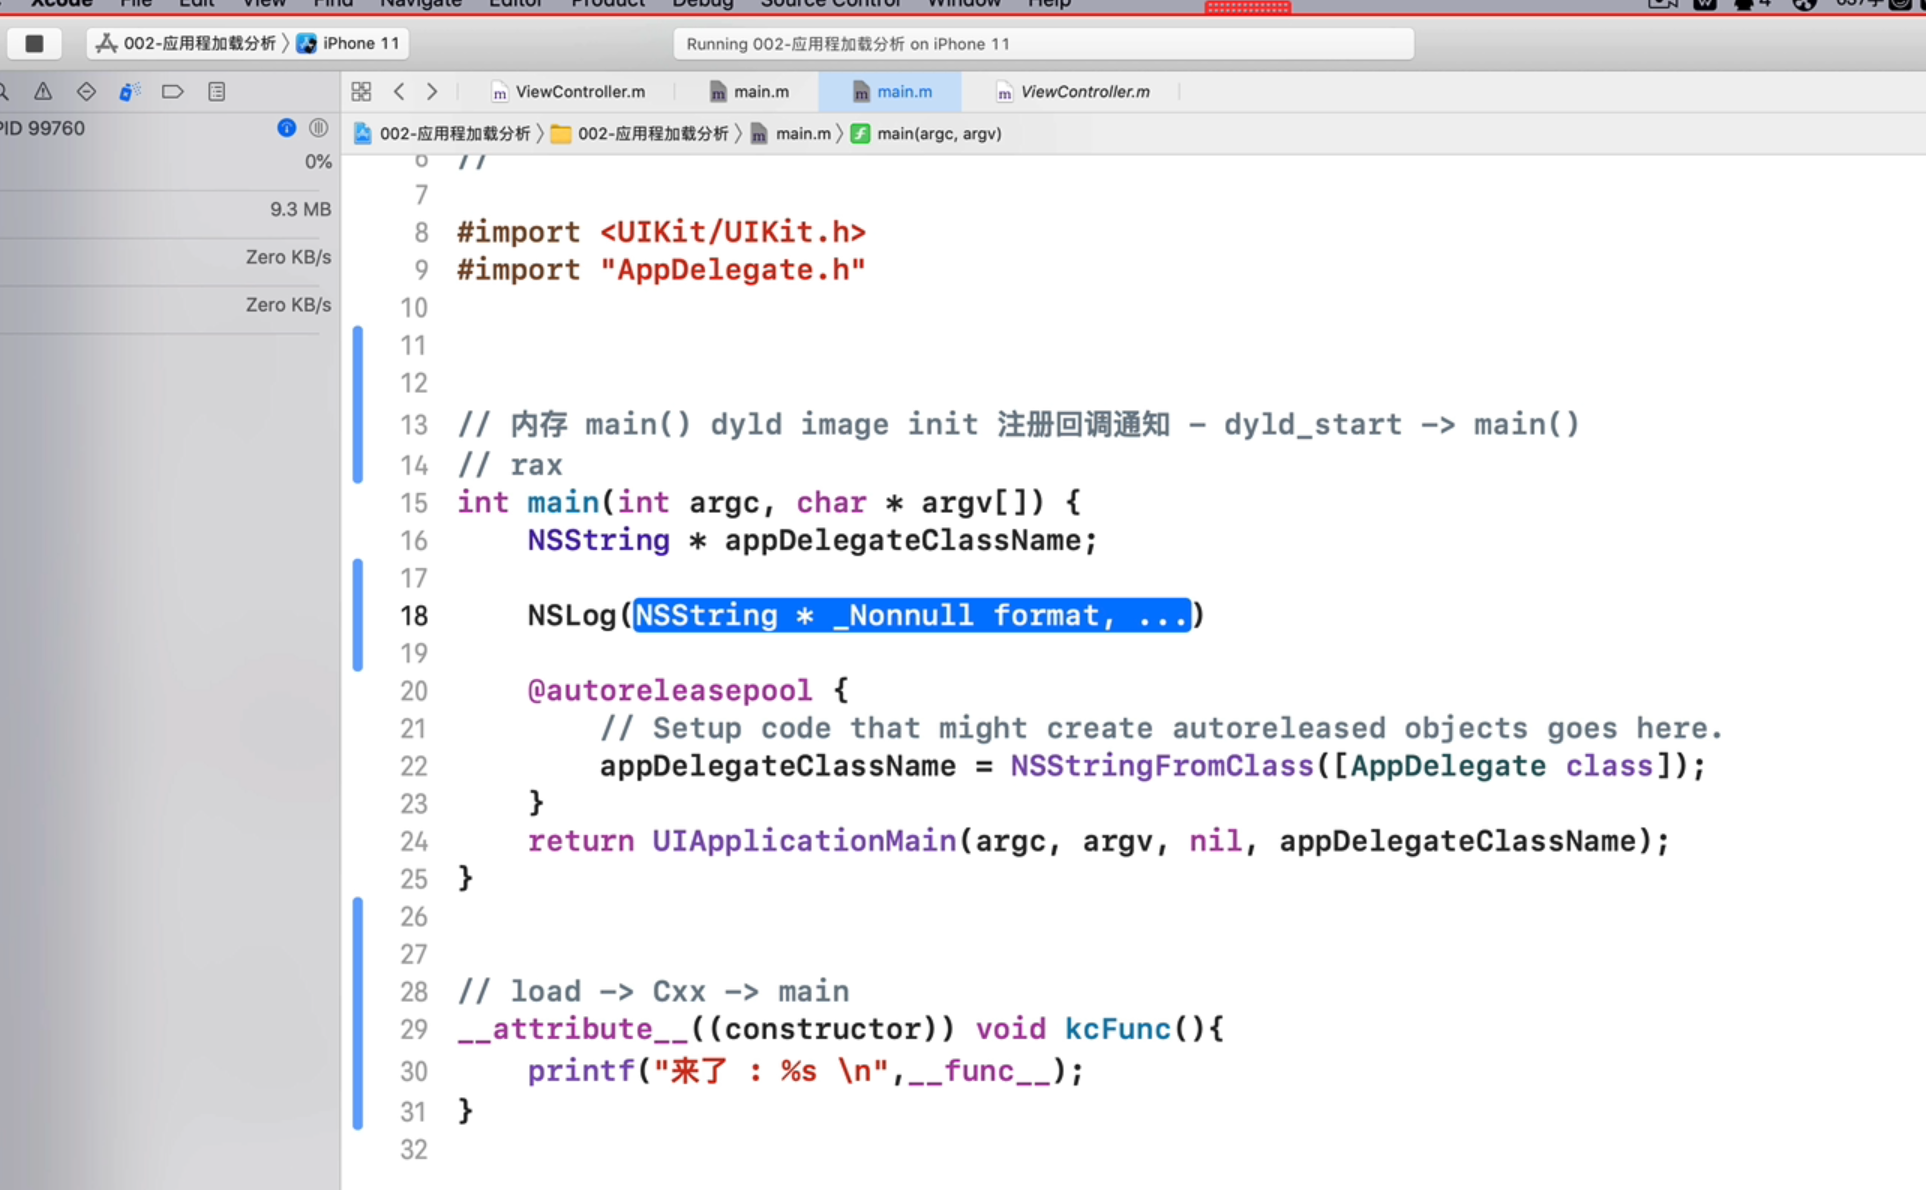 Xcode File Edit View Find Navigate Editor Product Debug Source Control Window Help
002-应用程加载分析 〉 iPhone 11
Running 002-应用程加载分析 on iPhone 11
ViewController.m main.m main.m ViewController.m
PID 99760
002-应用程加载分析 〉 002-应用程加载分析 〉 main.m 〉 main(argc, argv)
0%
9.3 MB
Zero KB/s
Zero KB/s
6 //
7
8 #import <UIKit/UIKit.h>
9 #import "AppDelegate.h"
10
11
12
13 // 内存 main() dyld image init 注册回调通知 - dyld_start -> main()
14 // rax
15 int main(int argc, char * argv[]) {
16 NSString * appDelegateClassName;
17
18 NSLog(NSString * _Nonnull format, ...)
19
20 @autoreleasepool {
21 // Setup code that might create autoreleased objects goes here.
22 appDelegateClassName = NSStringFromClass([AppDelegate class]);
23 }
24 return UIApplicationMain(argc, argv, nil, appDelegateClassName);
25 }
26
27
28 // load -> Cxx -> main
29 __attribute__((constructor)) void kcFunc(){
30 printf("来了 : %s \n",__func__);
31 }
32